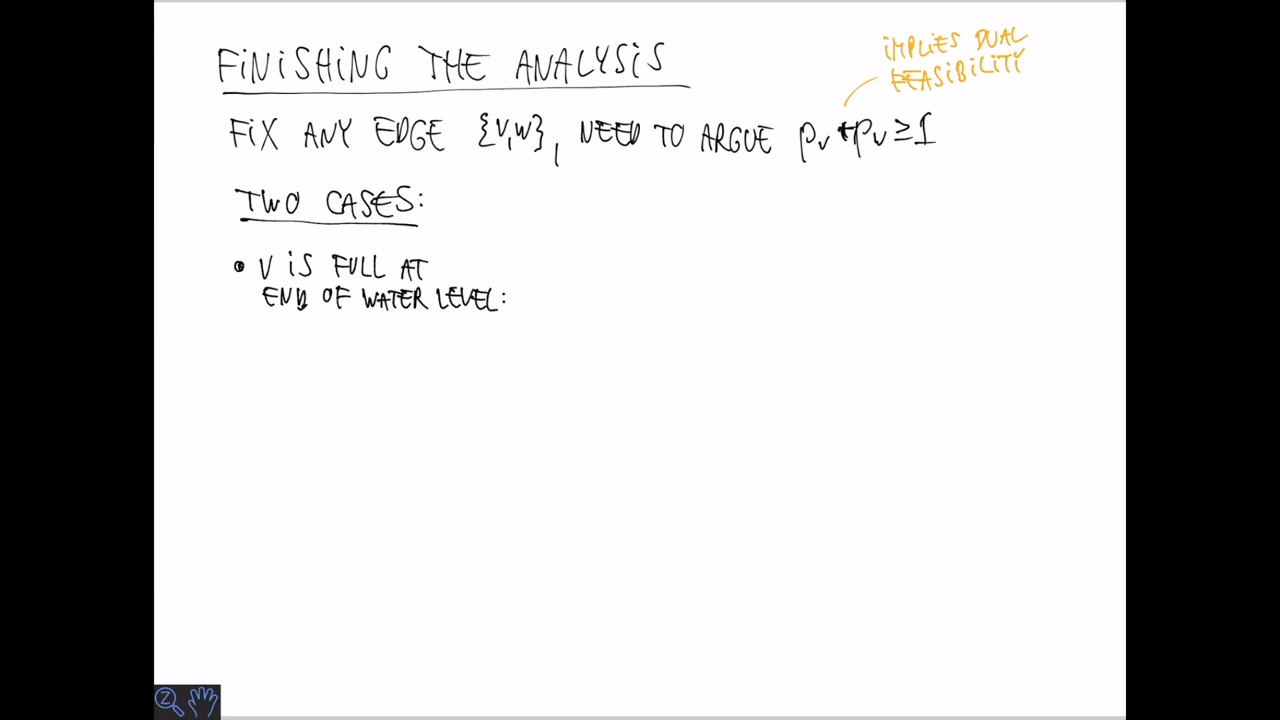 FINISHING THE ANALYSIS
IMPLIES DUAL
FEASIBILITY
FIX ANY EDGE {V,W}, NEED TO ARGUE pv + pv ≥ 1
TWO CASES:
• V IS FULL AT
END OF WATER LEVEL:
Z